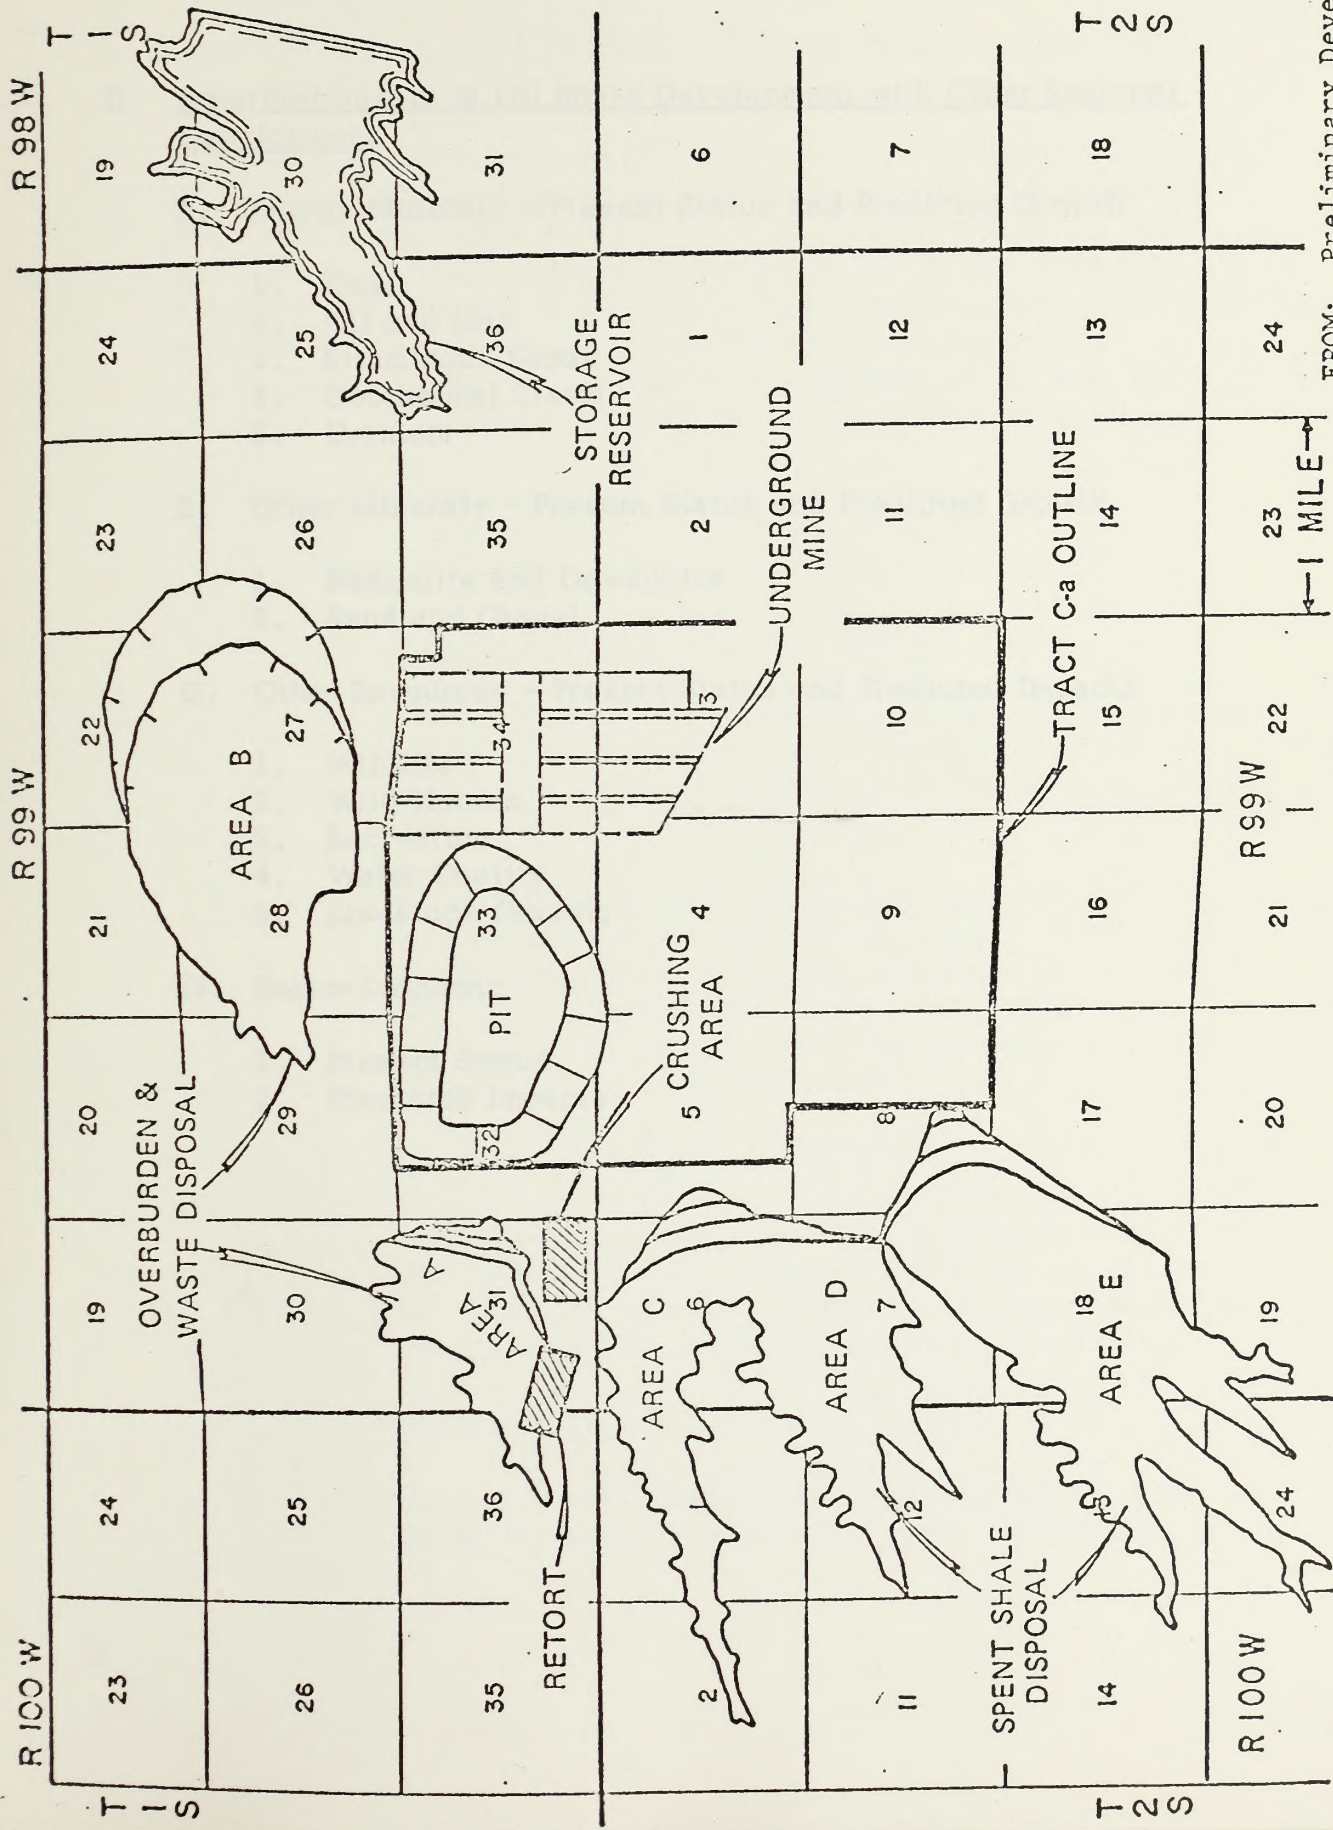 R 100 W R 99 W R 98 W
T 1 S
23 24 19 20 21 22 23 24 19
T 1 S
OVERBURDEN &
WASTE DISPOSAL
AREA B
26 25 30 29 28 27 26 25 30
35 36 31 32 33 34 35 36 31
AREA A
PIT
RETORT
STORAGE
RESERVOIR
AREA C
CRUSHING
AREA
2 1 6 5 4 3 2 1 6
UNDERGROUND
MINE
AREA D
11 12 7 8 9 10 11 12 7
SPENT SHALE
DISPOSAL
TRACT C-a OUTLINE
T 2 S
14 13 18 17 16 15 14 13 18
T 2 S
AREA E
R 100 W R 99 W
24 19 20 21 22 23 24
1 MILE
FROM: Preliminary Deve